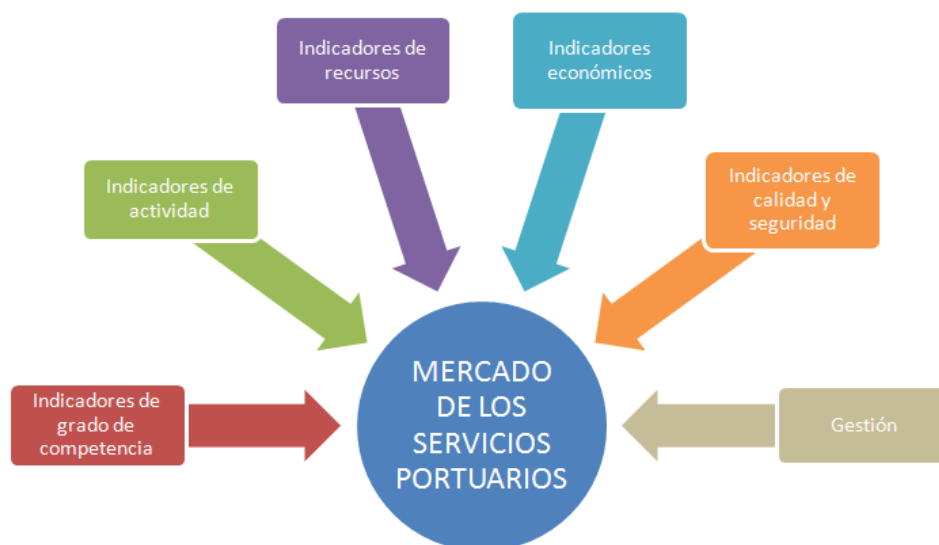 Indicadores de
recursos
Indicadores
económicos
Indicadores de
actividad
Indicadores de
calidad y
seguridad
MERCADO
DE LOS
SERVICIOS
PORTUARIOS
Indicadores de
grado de
competencia
Gestión